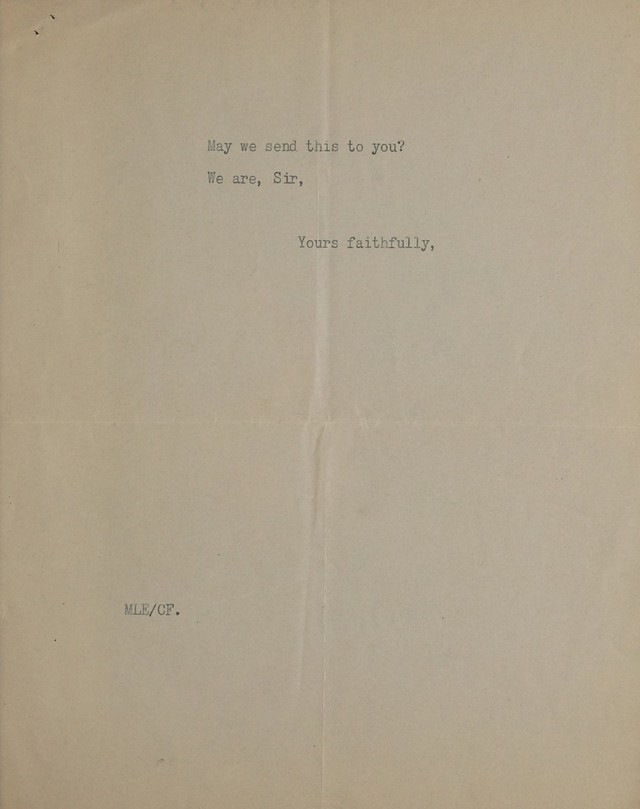 May we send this to you?
We are, Sir,
Yours faithfully,
MLE/CF.